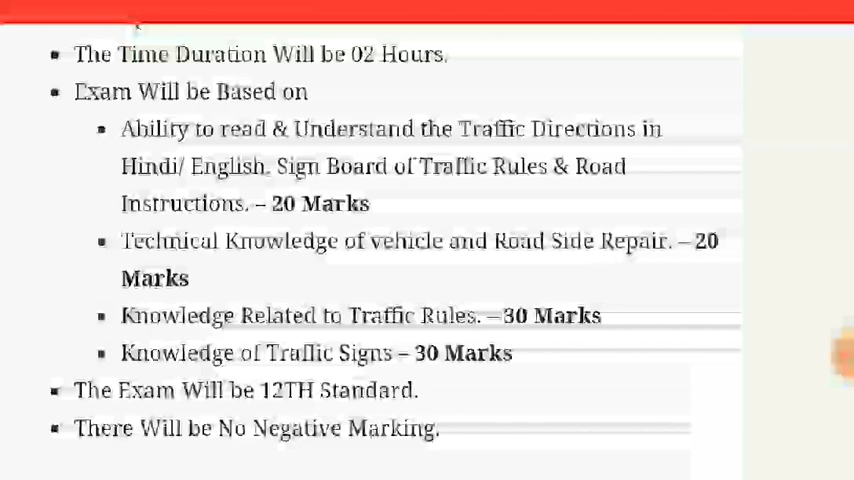 The Time Duration Will be 02 Hours.
Exam Will be Based on
Ability to read & Understand the Traffic Directions in
Hindi/ English, Sign Board of Traffic Rules & Road
Instructions. – 20 Marks
Technical Knowledge of vehicle and Road Side Repair. – 20
Marks
Knowledge Related to Traffic Rules. – 30 Marks
Knowledge of Traffic Signs – 30 Marks
The Exam Will be 12TH Standard.
There Will be No Negative Marking.